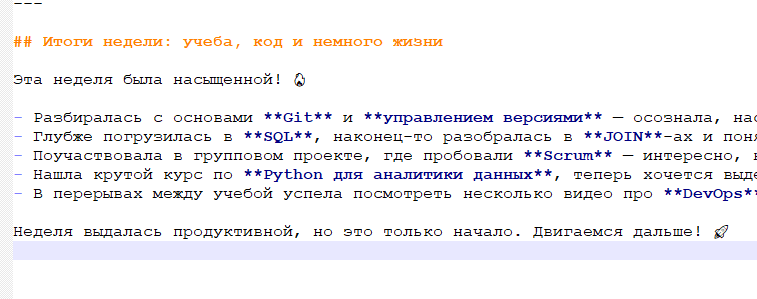 ---
## Итоги недели: учеба, код и немного жизни
Эта неделя была насыщенной! 🔥
- Разбиралась с основами **Git** и **управлением версиями** — осознала,
- Глубже погрузилась в **SQL**, наконец-то разобралась в **JOIN**-ах и
- Поучаствовала в групповом проекте, где пробовали **Scrum** — интересно,
- Нашла крутой курс по **Python для аналитики данных**, теперь хочется
- В перерывах между учебой успела посмотреть несколько видео про **DevOps**
Неделя выдалась продуктивной, но это только начало. Двигаемся дальше! 🚀